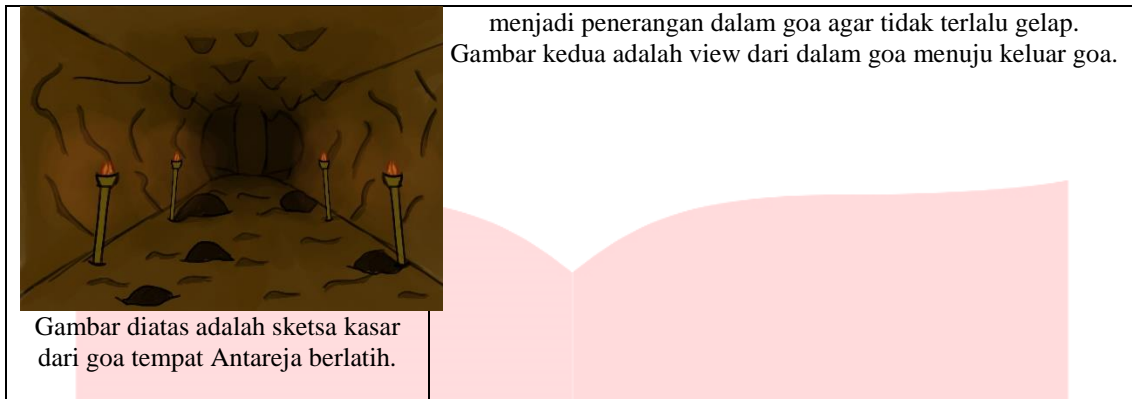 Gambar diatas adalah sketsa kasar
dari goa tempat Antareja berlatih.
menjadi penerangan dalam goa agar tidak terlalu gelap.
Gambar kedua adalah view dari dalam goa menuju keluar goa.